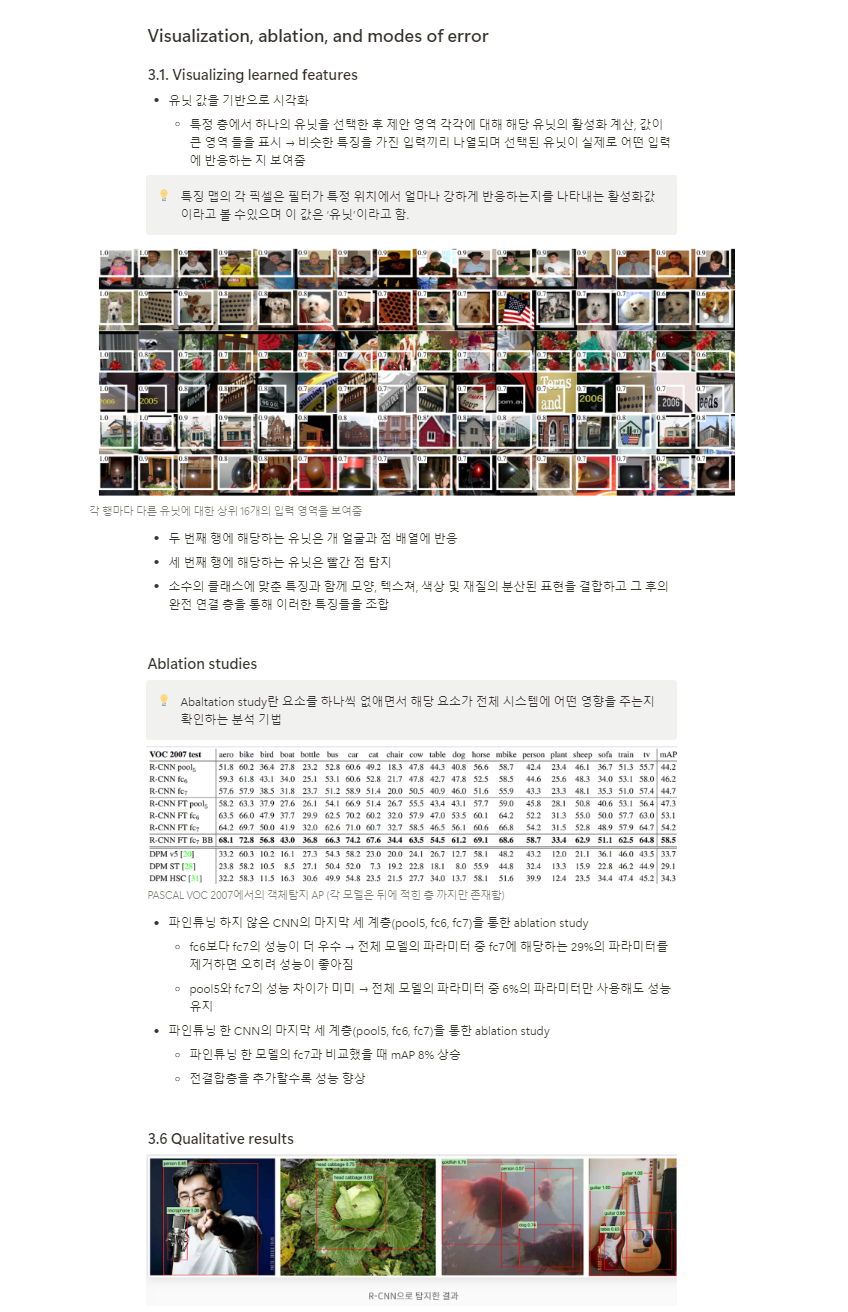 Visualization, ablation, and modes of error
3.1. Visualizing learned features
• 유닛 값을 기반으로 시각화
◦ 특정 층에서 하나의 유닛을 선택한 후 제안 영역 각각에 대해 해당 유닛의 활성화 계산, 값이
큰 영역 들을 표시 → 비슷한 특징을 가진 입력끼리 나열되며 선택된 유닛이 실제로 어떤 입력
에 반응하는 지 보여줌
특징 맵의 각 픽셀은 필터가 특정 위치에서 얼마나 강하게 반응하는지를 나타내는 활성화값
이라고 볼 수있으며 이 값은 ‘유닛’이라고 함.
각 행마다 다른 유닛에 대한 상위 16개의 입력 영역을 보여줌
• 두 번째 행에 해당하는 유닛은 개 얼굴과 점 배열에 반응
• 세 번째 행에 해당하는 유닛은 빨간 점 탐지
• 소수의 클래스에 맞춘 특징과 함께 모양, 텍스쳐, 색상 및 재질의 분산된 표현을 결합하고 그 후의
완전 연결 층을 통해 이러한 특징들을 조합
Ablation studies
Abaltation study란 요소를 하나씩 없애면서 해당 요소가 전체 시스템에 어떤 영향을 주는지
확인하는 분석 기법
VOC 2007 test aero bike bird boat bottle bus car cat chair cow table dog horse mbike person plant sheep sofa train tv mAP
R-CNN pool5 51.8 60.2 36.4 27.8 23.2 52.8 60.6 49.2 18.3 47.8 44.3 40.8 56.6 58.7 42.4 23.4 46.1 36.7 51.3 55.7 44.2
R-CNN fc6 59.3 61.8 43.1 34.0 25.1 53.1 60.6 52.8 21.7 47.8 42.7 47.8 52.5 58.5 44.6 25.6 48.3 34.0 53.1 58.0 46.2
R-CNN fc7 57.6 57.9 38.5 31.8 23.7 51.2 58.9 51.4 20.0 50.5 40.9 46.0 51.6 55.9 43.3 23.3 48.1 35.3 51.0 57.4 44.7
R-CNN FT pool5 58.2 63.3 37.9 27.6 26.1 54.1 66.9 51.4 26.7 55.5 43.4 43.1 57.7 59.0 45.8 28.1 50.8 40.6 53.1 56.4 47.3
R-CNN FT fc6 63.5 66.0 47.9 37.7 29.9 62.5 70.2 60.2 32.0 57.9 47.0 53.5 60.1 64.2 52.2 31.3 55.0 50.0 57.7 63.0 53.1
R-CNN FT fc7 64.2 69.7 50.0 41.9 32.0 62.6 71.0 60.7 32.7 58.5 46.5 56.1 60.6 66.8 54.2 31.5 52.8 48.9 57.9 64.7 54.2
R-CNN FT fc7 BB 68.1 72.8 56.8 43.0 36.8 66.3 74.2 67.6 34.4 63.5 54.5 61.2 69.1 68.6 58.7 33.4 62.9 51.1 62.5 64.8 58.5
DPM v5 [20] 33.2 60.3 10.2 16.1 27.3 54.3 58.2 23.0 20.0 24.1 26.7 12.7 58.1 48.2 43.2 12.0 21.1 36.1 46.0 43.5 33.7
DPM ST [28] 23.8 58.2 10.5 8.5 27.1 50.4 52.0 7.3 19.2 22.8 18.1 8.0 55.9 44.8 32.4 13.3 15.9 22.8 46.2 44.9 29.1
DPM HSC [31] 32.2 58.3 11.5 16.3 30.6 49.9 54.8 23.5 21.5 27.7 34.0 13.7 58.1 51.6 39.9 12.4 23.5 34.4 47.4 45.2 34.3
PASCAL VOC 2007에서의 객체탐지 AP (각 모델은 뒤에 적힌 층 까지만 존재함)
• 파인튜닝 하지 않은 CNN의 마지막 세 계층(pool5, fc6, fc7)을 통한 ablation study
◦ fc6보다 fc7의 성능이 더 우수 → 전체 모델의 파라미터 중 fc7에 해당하는 29%의 파라미터를
제거하면 오히려 성능이 좋아짐
◦ pool5와 fc7의 성능 차이가 미미 → 전체 모델의 파라미터 중 6%의 파라미터만 사용해도 성능
유지
• 파인튜닝 한 CNN의 마지막 세 계층(pool5, fc6, fc7)을 통한 ablation study
◦ 파인튜닝 한 모델의 fc7과 비교했을 때 mAP 8% 상승
◦ 전결합층을 추가할수록 성능 향상
3.6 Qualitative results
R-CNN으로 탐지한 결과